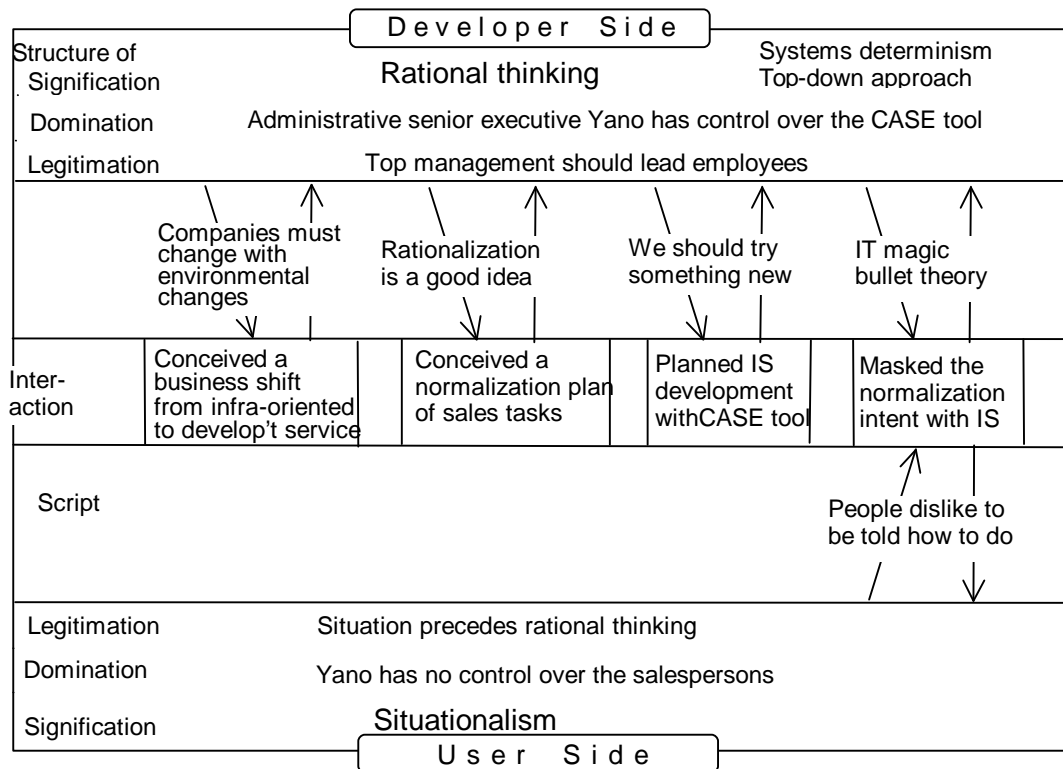 Developer Side
Structure of
Signification
Rational thinking
Systems determinism
Top-down approach
Domination
Administrative senior executive Yano has control over the CASE tool
Legitimation
Top management should lead employees
Companies must
change with
environmental
changes
Rationalization
is a good idea
We should try
something new
IT magic
bullet theory
Inter-
action
Conceived a
business shift
from infra-oriented
to develop't service
Conceived a
normalization plan
of sales tasks
Planned IS
development
withCASE tool
Masked the
normalization
intent with IS
Script
People dislike to
be told how to do
Legitimation
Situation precedes rational thinking
Domination
Yano has no control over the salespersons
Signification
Situationalism
User Side